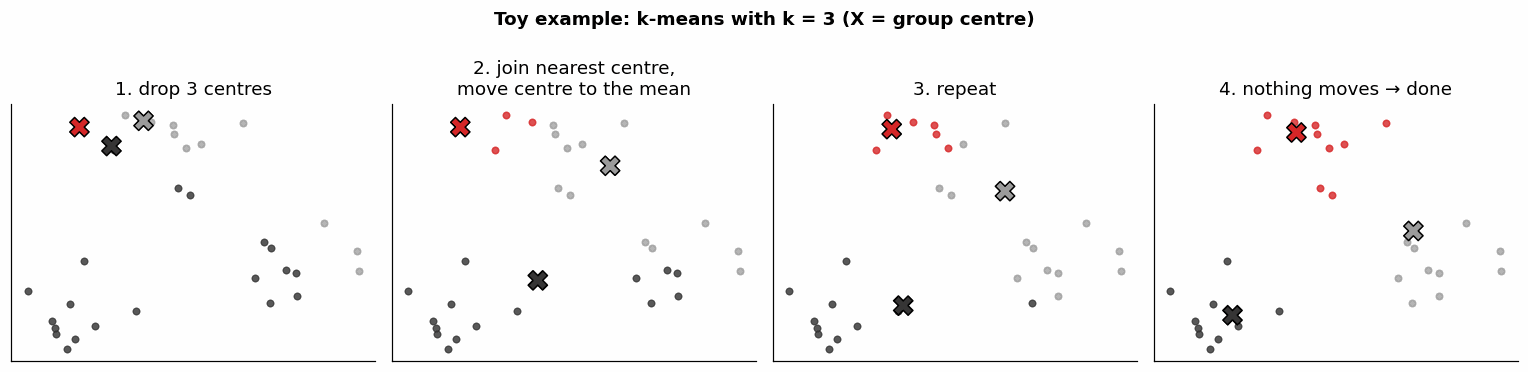 Toy example: k-means with k = 3 (X = group centre)
1. drop 3 centres
2. join nearest centre,
move centre to the mean
3. repeat
4. nothing moves → done